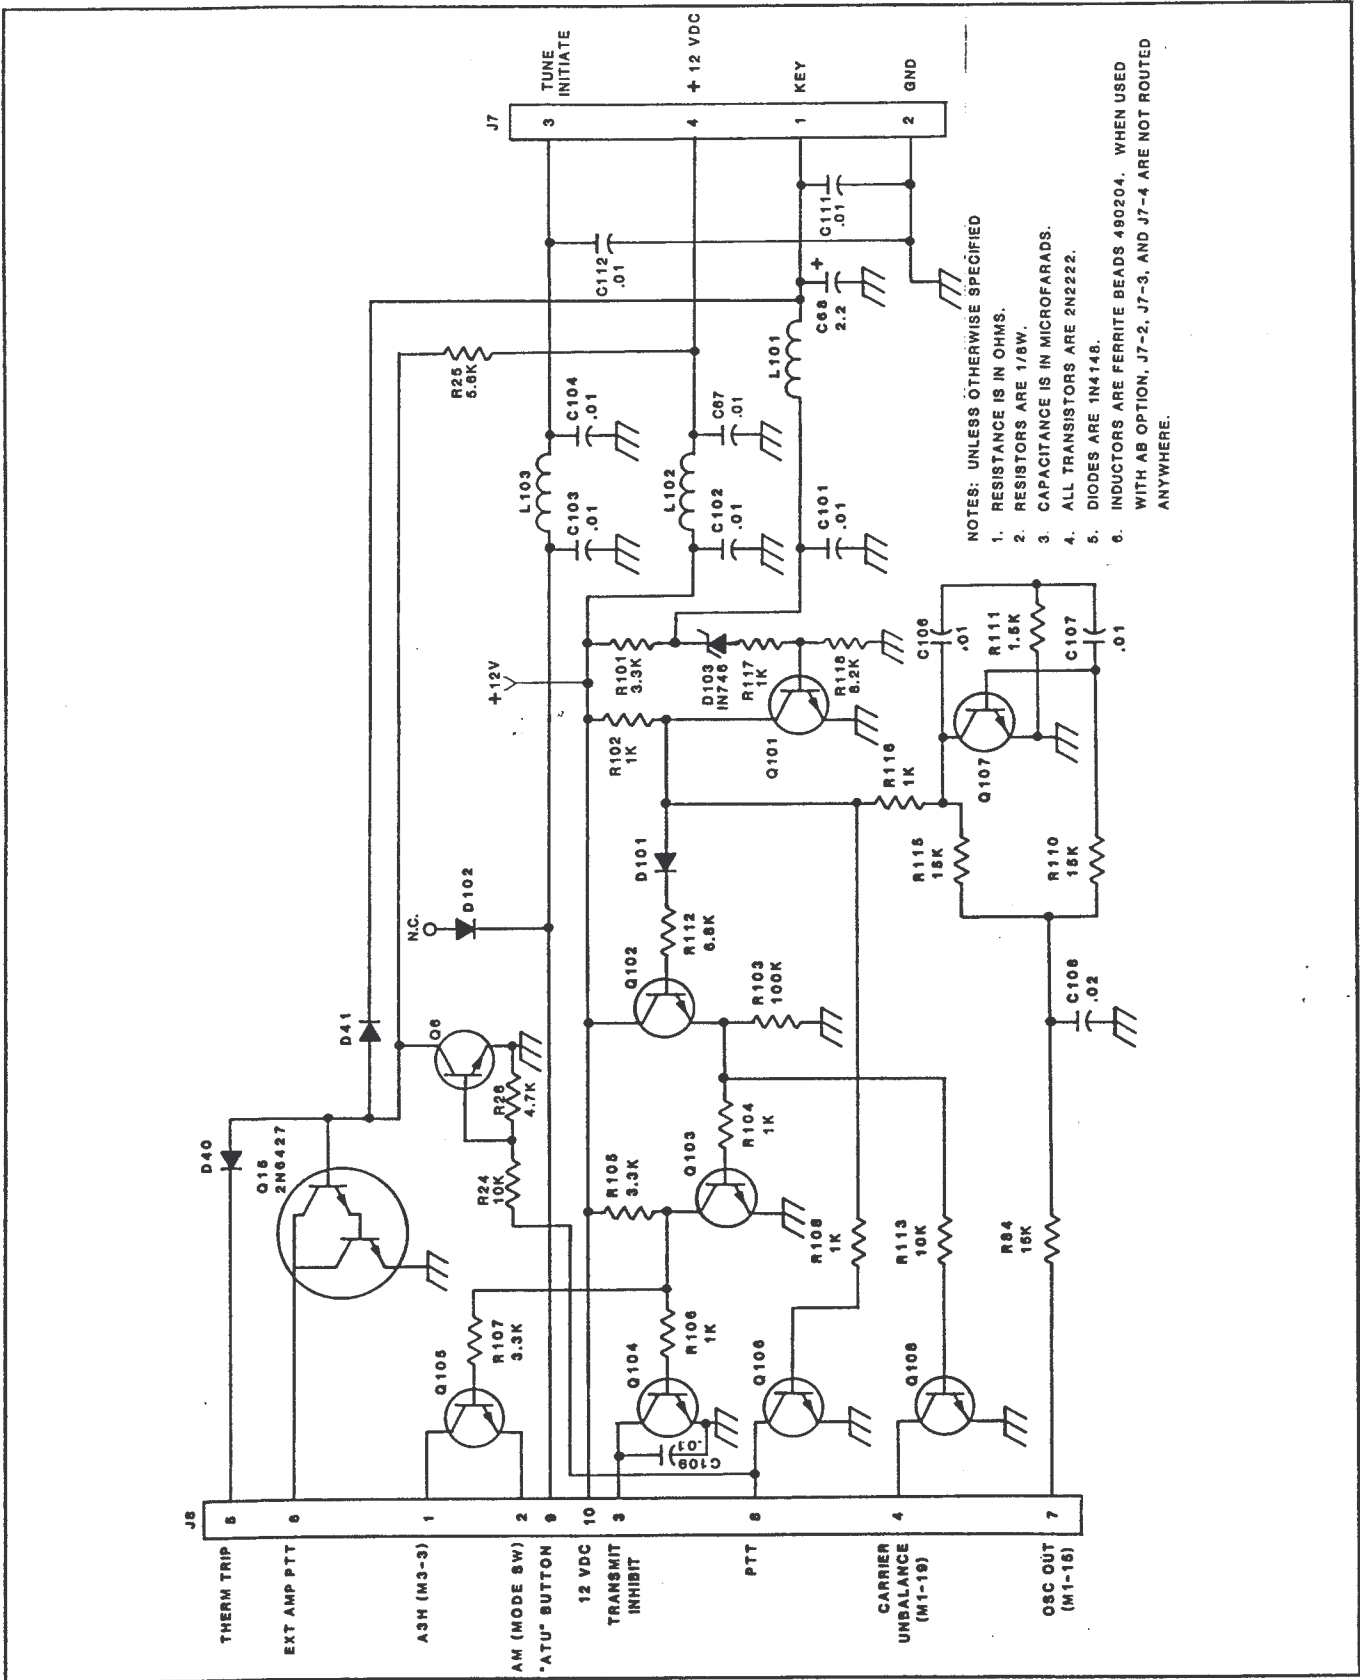 J8
5
6
1
2
9
10
3
8
4
7
THERM TRIP
EXT AMP PTT
A3H (M3-3)
AM (MODE SW)
"ATU" BUTTON
12 VDC
TRANSMIT
INHIBIT
PTT
CARRIER
UNBALANCE
(M1-19)
OSC OUT
(M1-15)
D40
Q15
2N6427
D41
Q6
R26
4.7K
R24
10K
N.C.
D102
R25
5.6K
Q105
R107
3.3K
Q104
R106
1K
C109
.01
R105
3.3K
Q103
R104
1K
Q102
R112
6.8K
D101
R103
100K
Q106
R108
1K
Q108
R113
10K
R84
15K
C108
.02
+12V
R102
1K
R101
3.3K
D103
IN746
R117
1K
R118
8.2K
Q101
R116
1K
R115
15K
R110
15K
Q107
C106
.01
R111
1.5K
C107
.01
L103
C103
.01
C104
.01
L102
C102
.01
C67
.01
L101
C101
.01
C68
2.2
+
C112
.01
C111
.01
J7
3
4
1
2
TUNE
INITIATE
+ 12 VDC
KEY
GND
NOTES: UNLESS OTHERWISE SPECIFIED
1. RESISTANCE IS IN OHMS.
2. RESISTORS ARE 1/8W.
3. CAPACITANCE IS IN MICROFARADS.
4. ALL TRANSISTORS ARE 2N2222.
5. DIODES ARE 1N4148.
6. INDUCTORS ARE FERRITE BEADS 490204. WHEN USED
WITH AB OPTION, J7-2, J7-3, AND J7-4 ARE NOT ROUTED
ANYWHERE.